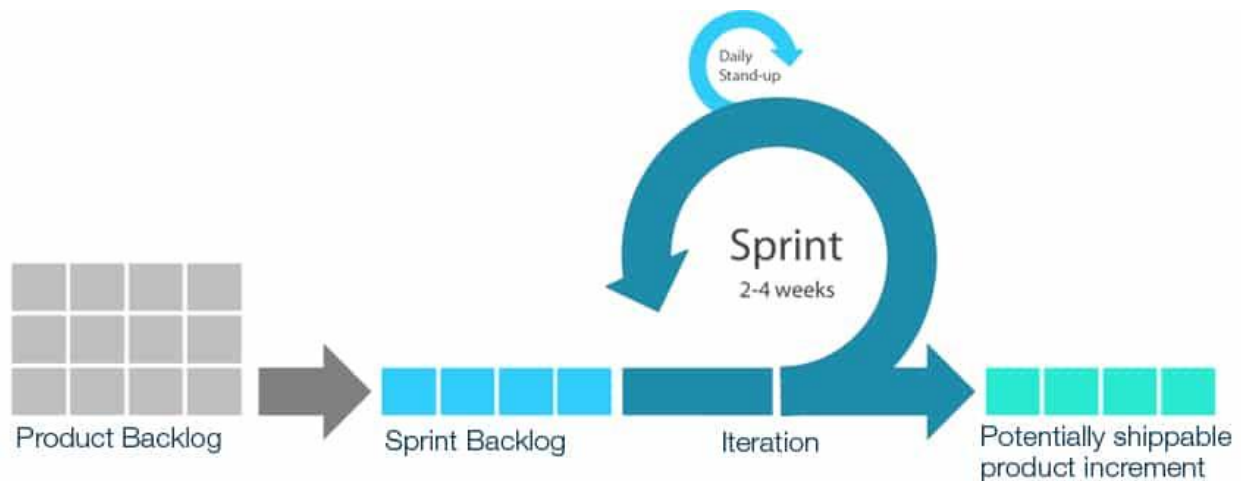 Daily
Stand-up
Sprint
2-4 weeks
Product Backlog
Sprint Backlog
Iteration
Potentially shippable
product increment